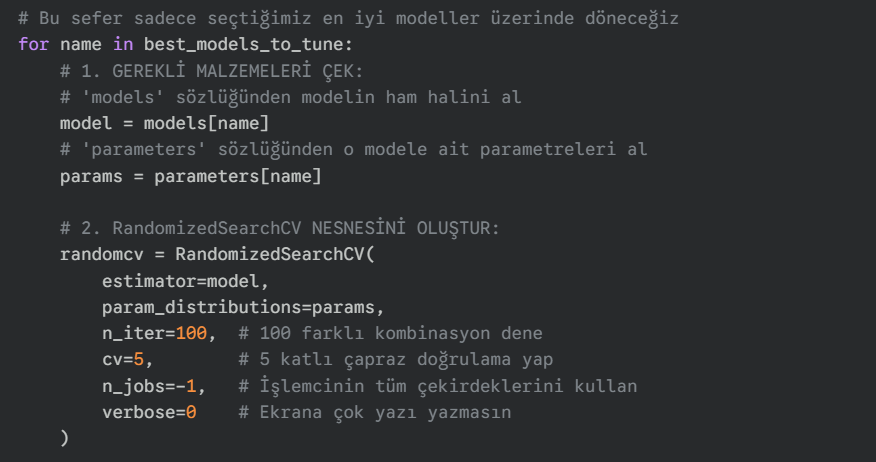 # Bu sefer sadece seçtiğimiz en iyi modeller üzerinde döneceğiz
for name in best_models_to_tune:
    # 1. GEREKLİ MALZEMELERİ ÇEK:
    # 'models' sözlüğünden modelin ham halini al
    model = models[name]
    # 'parameters' sözlüğünden o modele ait parametreleri al
    params = parameters[name]

    # 2. RandomizedSearchCV NESNESİNİ OLUŞTUR:
    randomcv = RandomizedSearchCV(
        estimator=model,
        param_distributions=params,
        n_iter=100,  # 100 farklı kombinasyon dene
        cv=5,        # 5 katlı çapraz doğrulama yap
        n_jobs=-1,   # İşlemcinin tüm çekirdeklerini kullan
        verbose=0    # Ekrana çok yazı yazmasın
    )